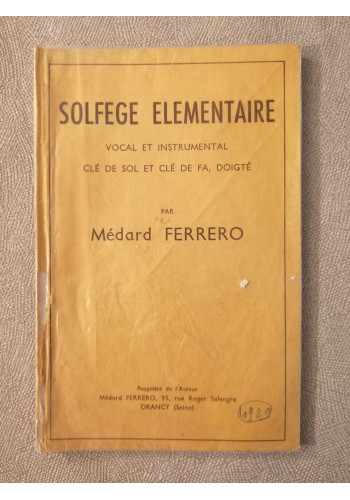 SOLFEGE ELEMENTAIRE
VOCAL ET INSTRUMENTAL
CLÉ DE SOL ET CLÉ DE FA, DOIGTÉ
PAR
Médard FERRERO
Propriété de l'Auteur
Médard FERRERO, 95, rue Roger Salengro
DRANCY (Seine)